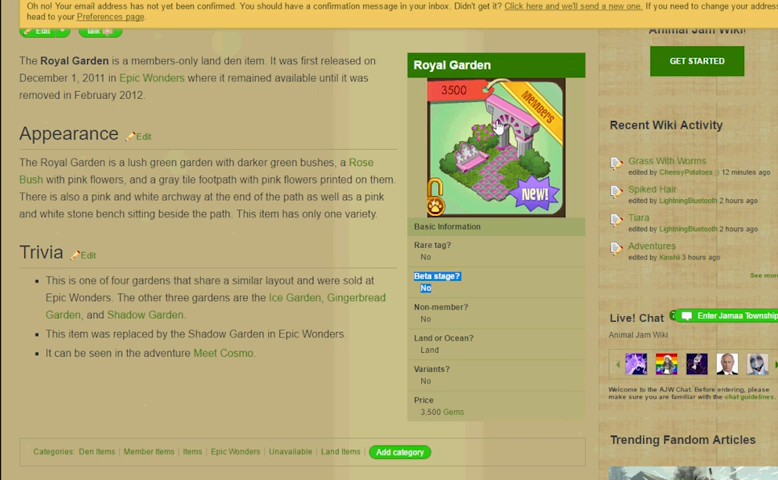 Oh no! Your email address has not yet been confirmed. You should have a confirmation message in your inbox. Didn't get it? Click here and we'll send a new one. If you need to change your address,
head to your Preferences page.
Edit
Talk
Animal Jam Wiki!
GET STARTED
The Royal Garden is a members-only land den item. It was first released on
December 1, 2011 in Epic Wonders where it remained available until it was
removed in February 2012.
Appearance Edit
The Royal Garden is a lush green garden with darker green bushes, a Rose
Bush with pink flowers, and a gray tile footpath with pink flowers printed on them.
There is also a pink and white archway at the end of the path as well as a pink
and white stone bench sitting beside the path. This item has only one variety.
Trivia Edit
This is one of four gardens that share a similar layout and were sold at
Epic Wonders. The other three gardens are the Ice Garden, Gingerbread
Garden, and Shadow Garden.
This item was replaced by the Shadow Garden in Epic Wonders.
It can be seen in the adventure Meet Cosmo.
Royal Garden
3500
MEMBERS
NEW!
Basic Information
Rare tag?
No
Beta stage?
No
Non-member?
No
Land or Ocean?
Land
Variants?
No
Price
3,500 Gems
Recent Wiki Activity
Grass With Worms
edited by CheesyPotatoes 12 minutes ago
Spiked Hair
edited by LightningBluetooth 2 hours ago
Tiara
edited by LightningBluetooth 2 hours ago
Adventures
edited by 3 hours ago
See more
Live! Chat
Enter Jamaa Township
Animal Jam Wiki
Welcome to the AJW Chat. Before entering, please
make sure you are familiar with the chat guidelines.
Trending Fandom Articles
Categories: Den Items | Member Items | Items | Epic Wonders | Unavailable | Land Items | Add category